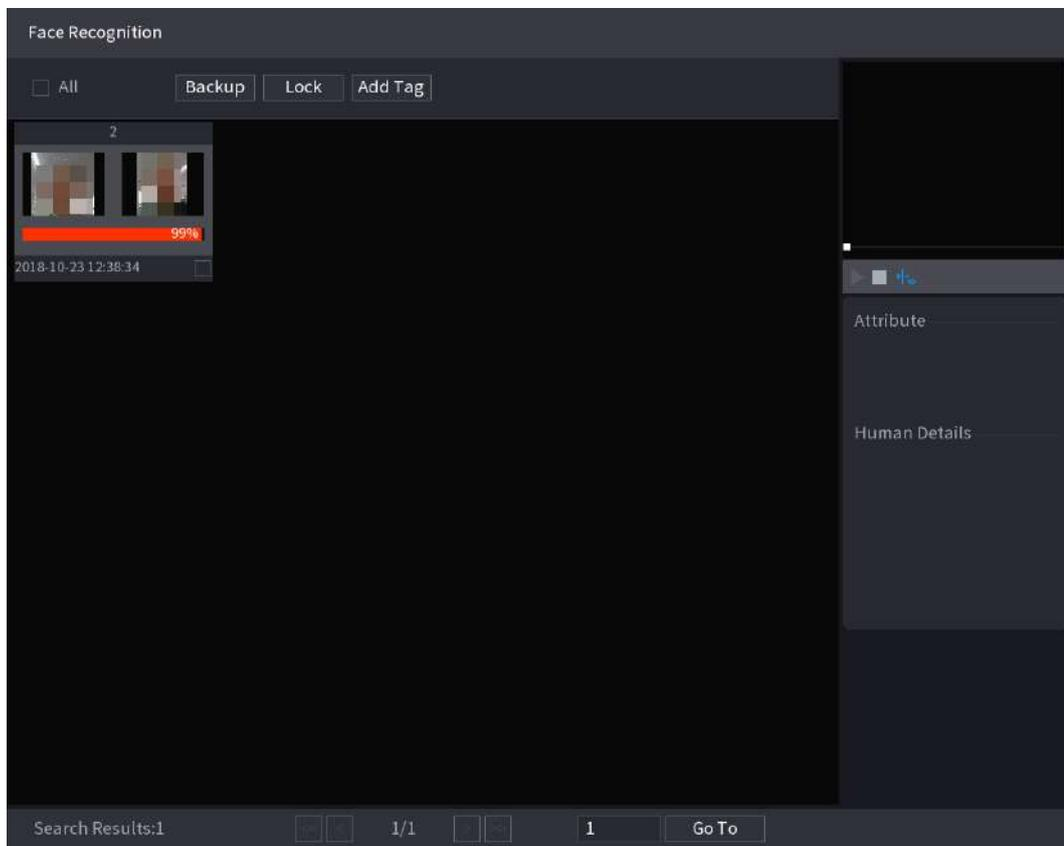 Face Recognition
All Backup Lock Add Tag
2
99%
2018-10-23 12:38:34
Attribute
Human Details
Search Results:1 1/1 1 Go To